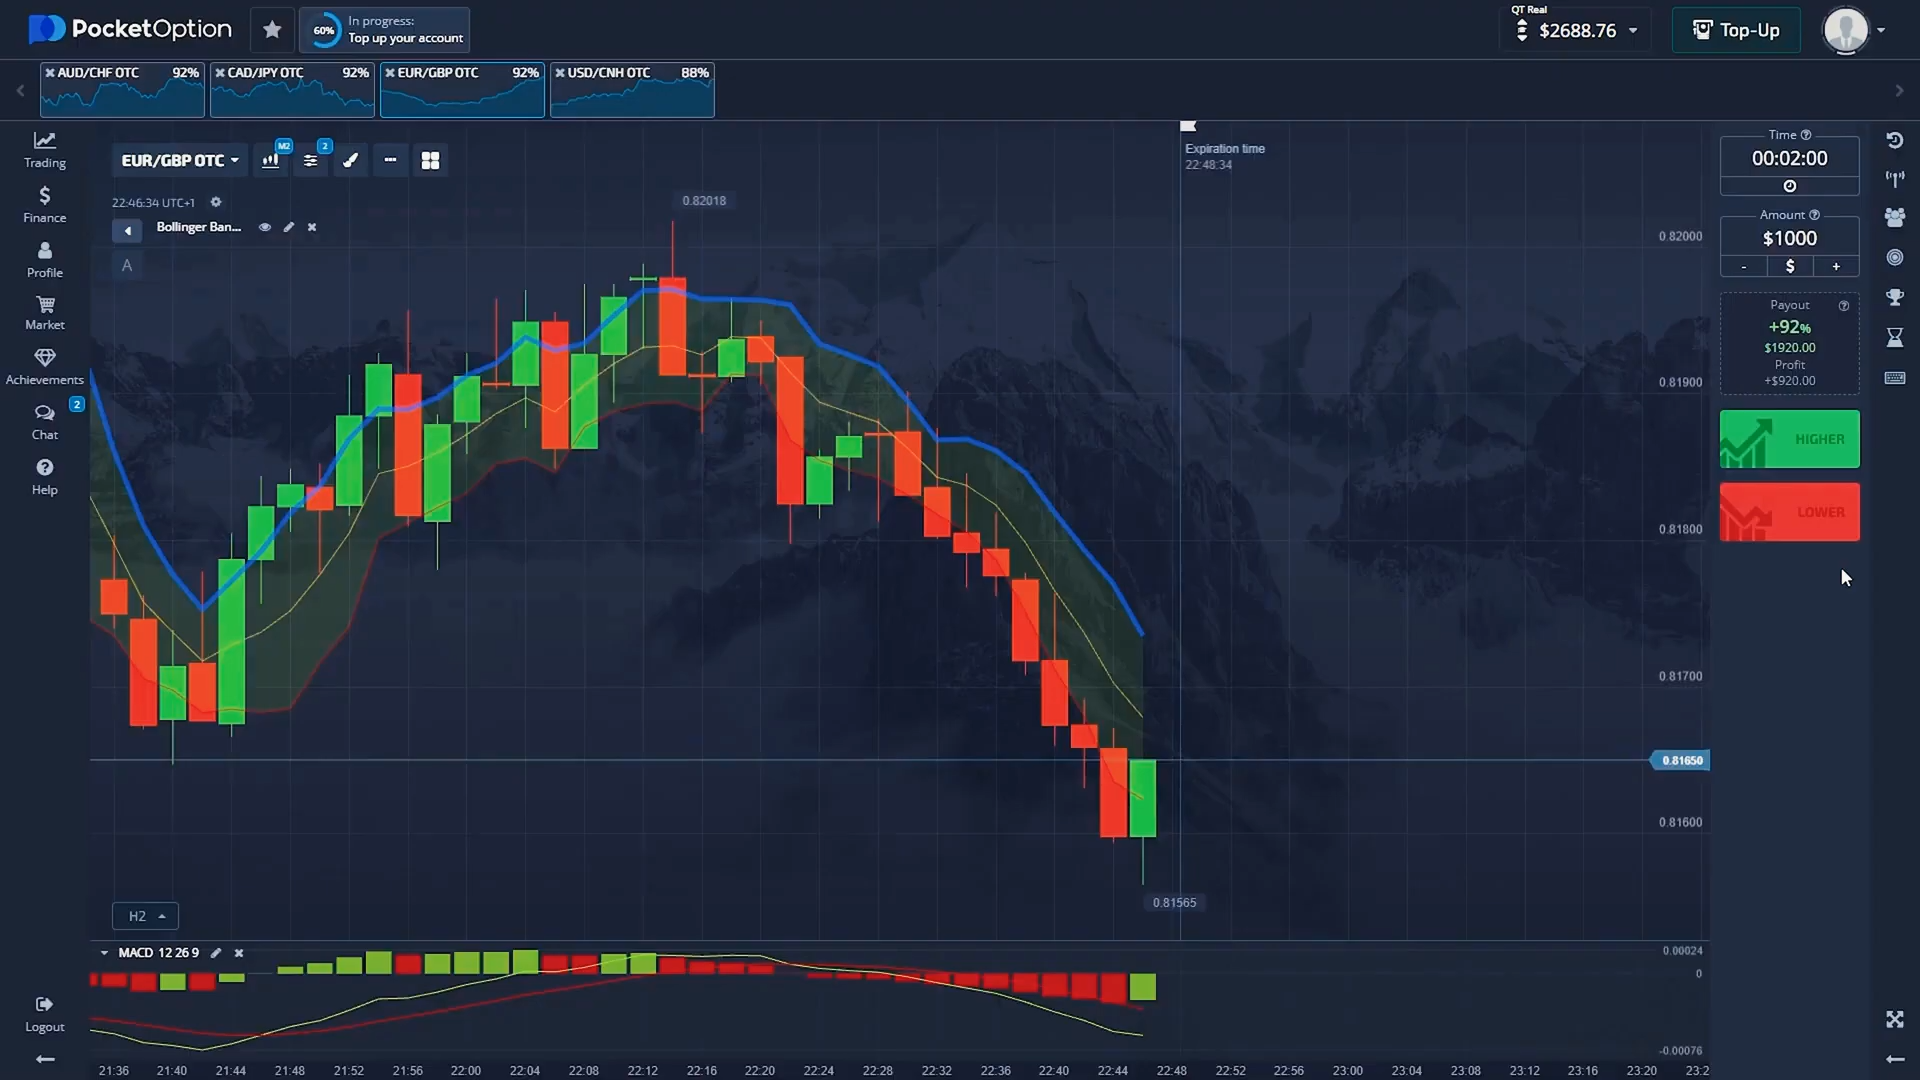 PocketOption
60%
In progress:
Top up your account
QT Real
$2688.76
Top-Up
AUD/CHF OTC 92%
CAD/JPY OTC 92%
EUR/GBP OTC 92%
USD/CNH OTC 88%
Trading
Finance
Profile
Market
Achievements
2
Chat
Help
Logout
EUR/GBP OTC
M2
2
22:46:34 UTC+1
Bollinger Ban...
A
0.82018
Expiration time
22:48:34
0.82000
0.81900
0.81800
0.81700
0.81650
0.81600
0.81565
H2
MACD 12 26 9
0.00024
0
-0.00076
21:36 21:40 21:44 21:48 21:52 21:56 22:00 22:04 22:08 22:12 22:16 22:20 22:24 22:28 22:32 22:36 22:40 22:44 22:48 22:52 22:56 23:00 23:04 23:08 23:12 23:16 23:20 23:2
Time
00:02:00
Amount
$1000
- $ +
Payout
+92%
$1920.00
Profit
+$920.00
HIGHER
LOWER